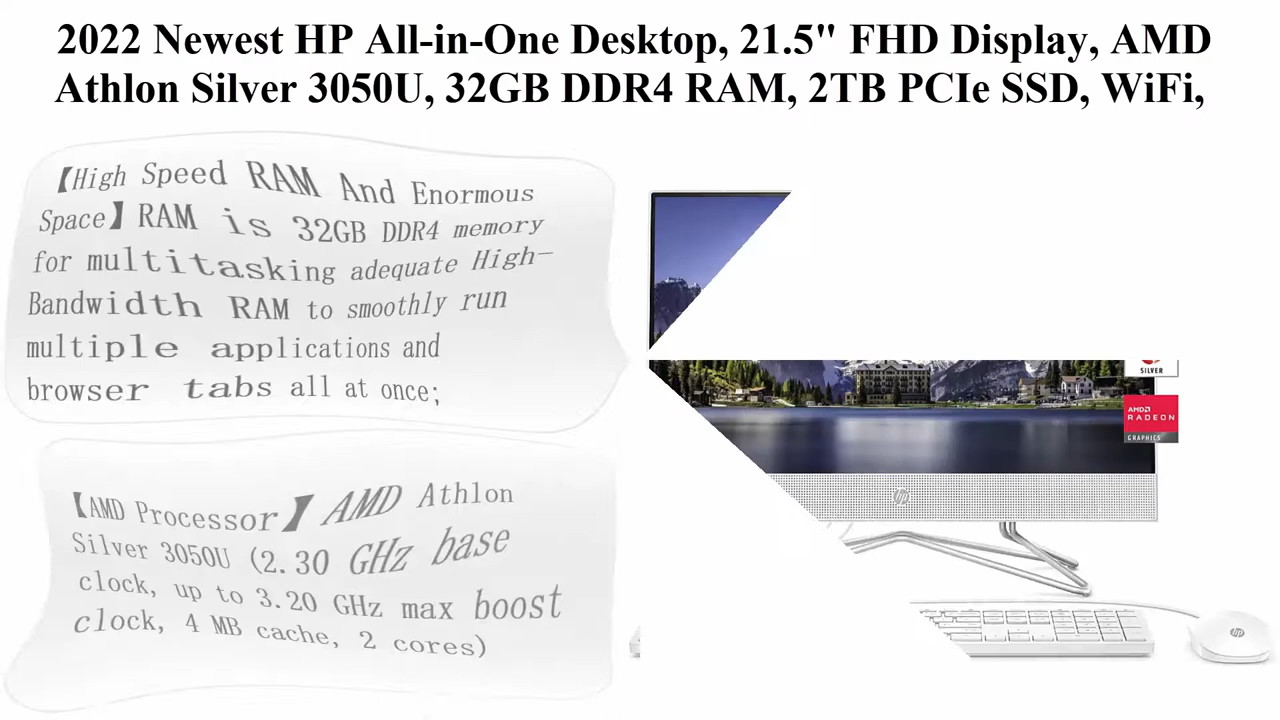 2022 Newest HP All-in-One Desktop, 21.5" FHD Display, AMD
Athlon Silver 3050U, 32GB DDR4 RAM, 2TB PCIe SSD, WiFi,
【High Speed RAM And Enormous
Space】RAM is 32GB DDR4 memory
for multitasking adequate High-
Bandwidth RAM to smoothly run
multiple applications and
browser tabs all at once;
【AMD Processor】AMD Athlon
Silver 3050U (2.30 GHz base
clock, up to 3.20 GHz max boost
clock, 4 MB cache, 2 cores)
SILVER
AMD
RADEON
GRAPHICS
hp
hp